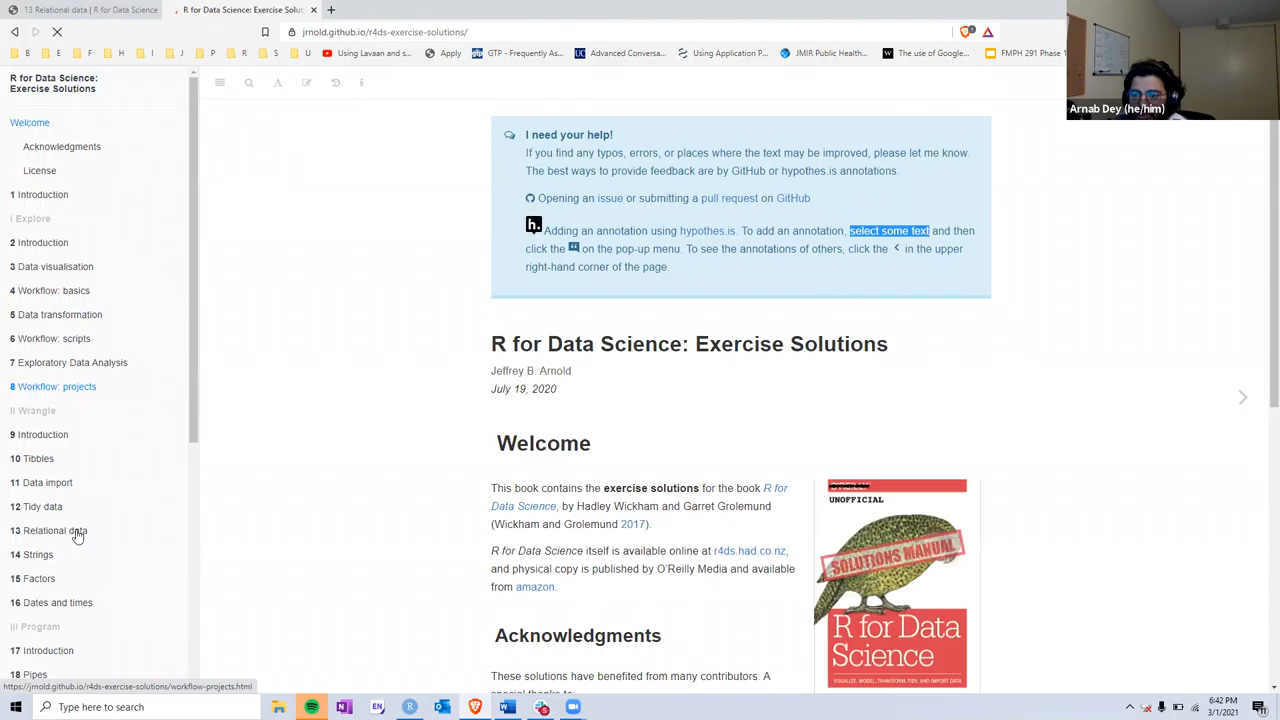 13 Relational data | R for Data Science
R for Data Science: Exercise Solu
jrnold.github.io/r4ds-exercise-solutions/
B
E
F
H
I
J
P
R
S
U
Using Lavaan and s...
Apply
GTP - Frequently As...
Advanced Conversa...
Using Application P...
JMIR Public Health...
The use of Google...
FMPH 291 Phase 1
Arnab Dey (he/him)
R for Data Science:
Exercise Solutions
Welcome
Acknowledgments
License
1 Introduction
I Explore
2 Introduction
3 Data visualisation
4 Workflow: basics
5 Data transformation
6 Workflow: scripts
7 Exploratory Data Analysis
8 Workflow: projects
II Wrangle
9 Introduction
10 Tibbles
11 Data import
12 Tidy data
13 Relational data
14 Strings
15 Factors
16 Dates and times
III Program
17 Introduction
18 Pipes
https://jrnold.github.io/r4ds-exercise-solutions/workflow-projects.html
I need your help!
If you find any typos, errors, or places where the text may be improved, please let me know.
The best ways to provide feedback are by GitHub or hypothes.is annotations.
Opening an issue or submitting a pull request on GitHub
h. Adding an annotation using hypothes.is. To add an annotation, select some text and then
click the on the pop-up menu. To see the annotations of others, click the in the upper
right-hand corner of the page.
R for Data Science: Exercise Solutions
Jeffrey B. Arnold
July 19, 2020
Welcome
This book contains the exercise solutions for the book R for
Data Science, by Hadley Wickham and Garret Grolemund
(Wickham and Grolemund 2017).
R for Data Science itself is available online at r4ds.had.co.nz,
and physical copy is published by O'Reilly Media and available
from amazon.
Acknowledgments
These solutions have benefited from many contributors. A
special thanks to
O'REILLY
UNOFFICIAL
SOLUTIONS MANUAL
R for Data
Science
VISUALIZE, MODEL, TRANSFORM, TIDY, AND IMPORT DATA
Type here to search
6:42 PM
3/1/2021